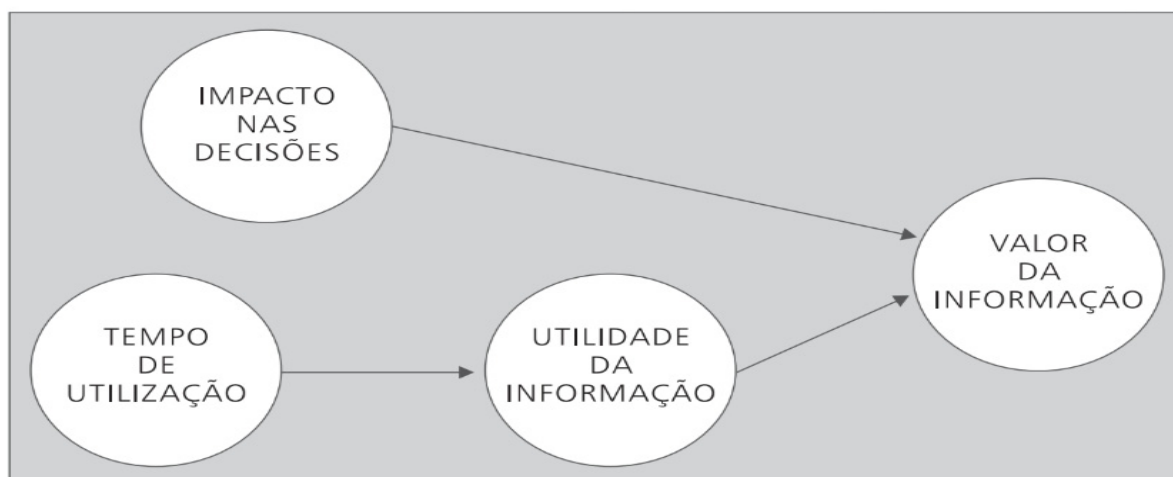 IMPACTO
NAS
DECISÕES
VALOR
DA
INFORMAÇÃO
TEMPO
DE
UTILIZAÇÃO
UTILIDADE
DA
INFORMAÇÃO